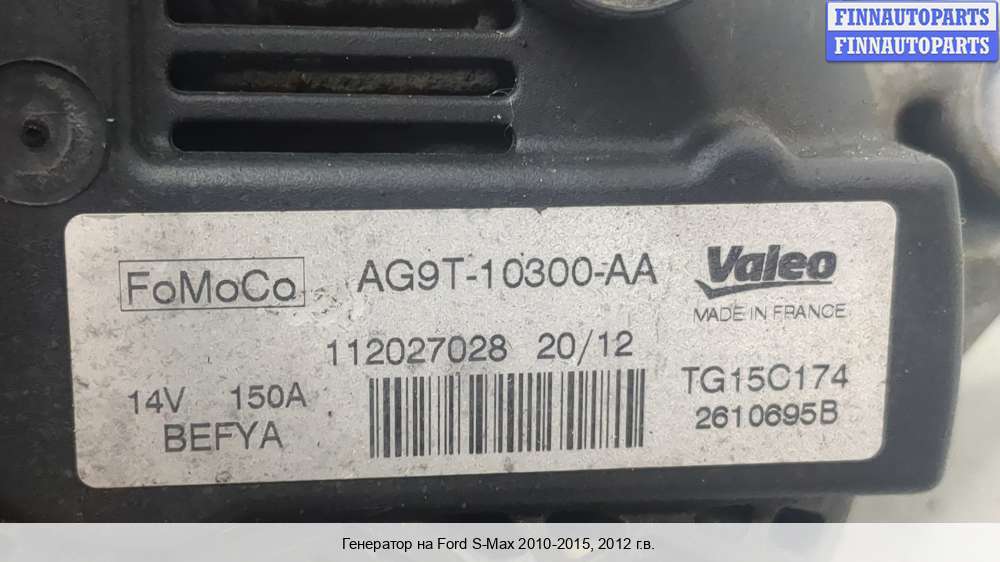 FINNAUTOPARTS
FINNAUTOPARTS
FoMoCo AG9T-10300-AA Valeo
MADE IN FRANCE
112027028 20/12
14V 150A TG15C174
BEFYA 2610695B
Генератор на Ford S-Max 2010-2015, 2012 г.в.